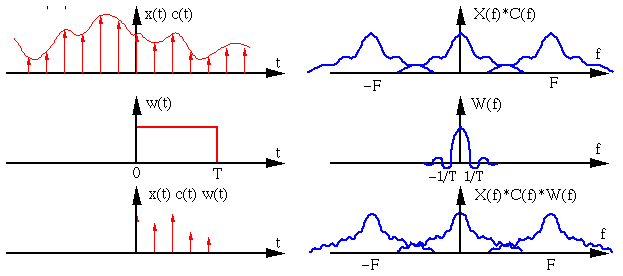 x(t) c(t)
X(f)*C(f)
t
f
−F
F
w(t)
W(f)
t
f
0
T
−1/T
1/T
x(t) c(t) w(t)
X(f)*C(f)*W(f)
t
f
−F
F